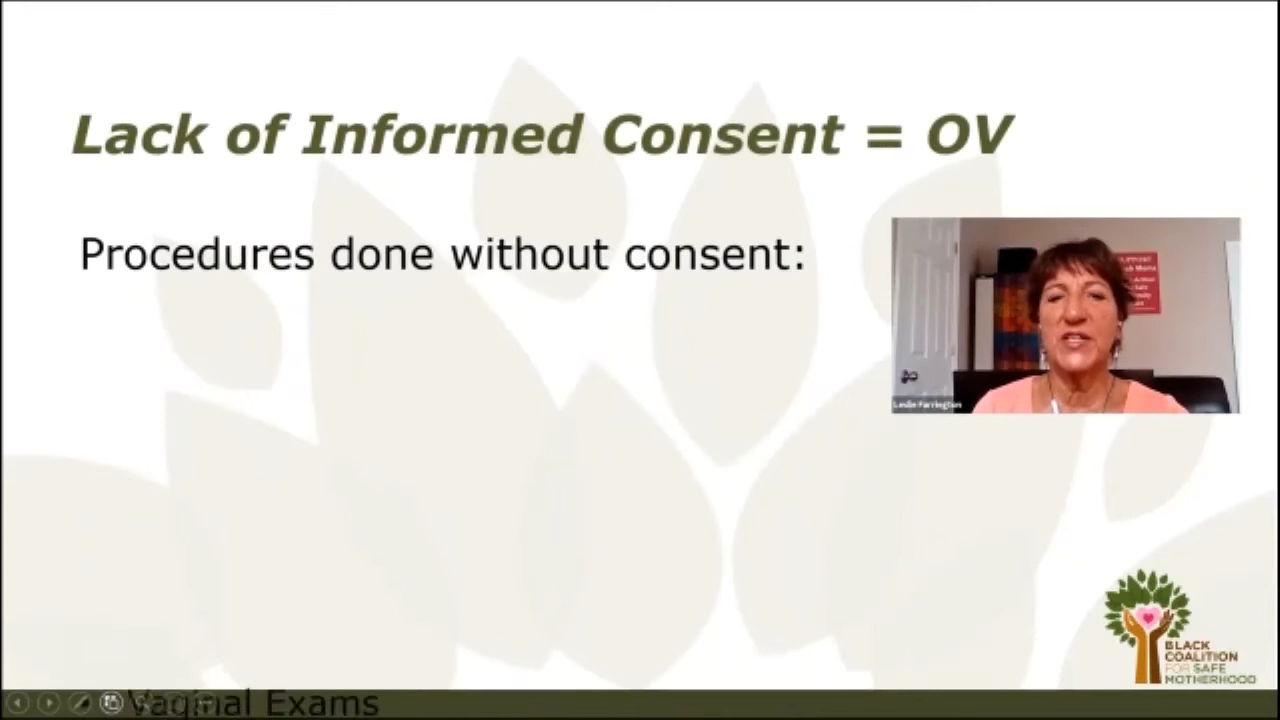 Lack of Informed Consent = OV
Procedures done without consent:
Leslie Farrington
BLACK
COALITION
FOR SAFE
MOTHERHOOD
Vaginal Exams